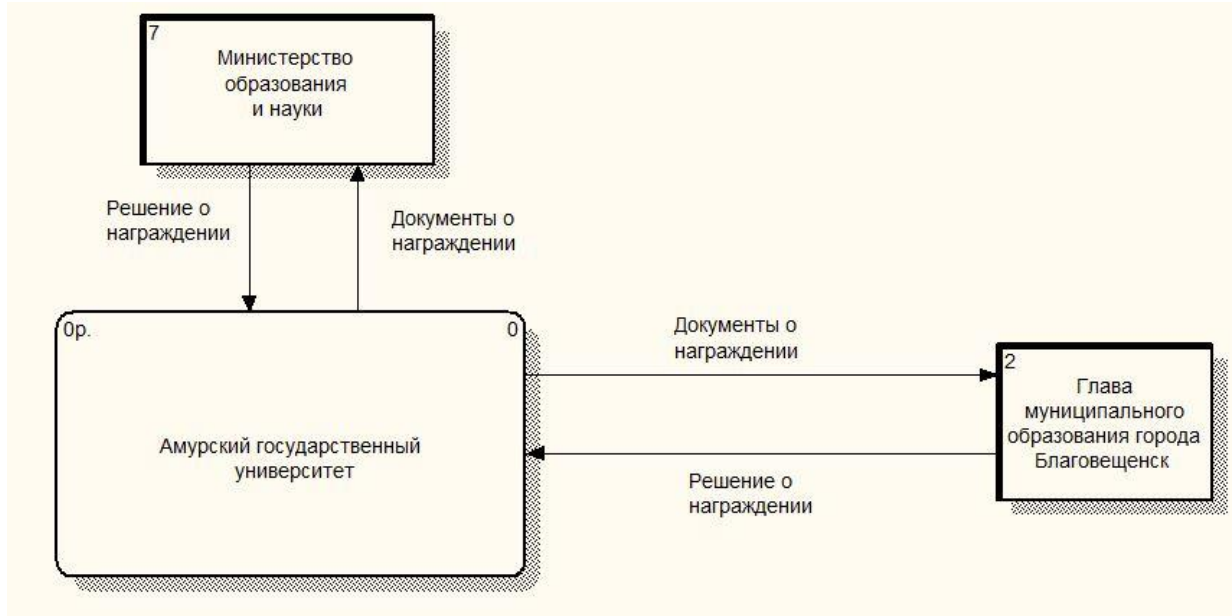 7
Министерство
образования
и науки
Решение о
награждении
Документы о
награждении
0р.
0
Амурский государственный
университет
Документы о
награждении
2
Глава
муниципального
образования города
Благовещенск
Решение о
награждении